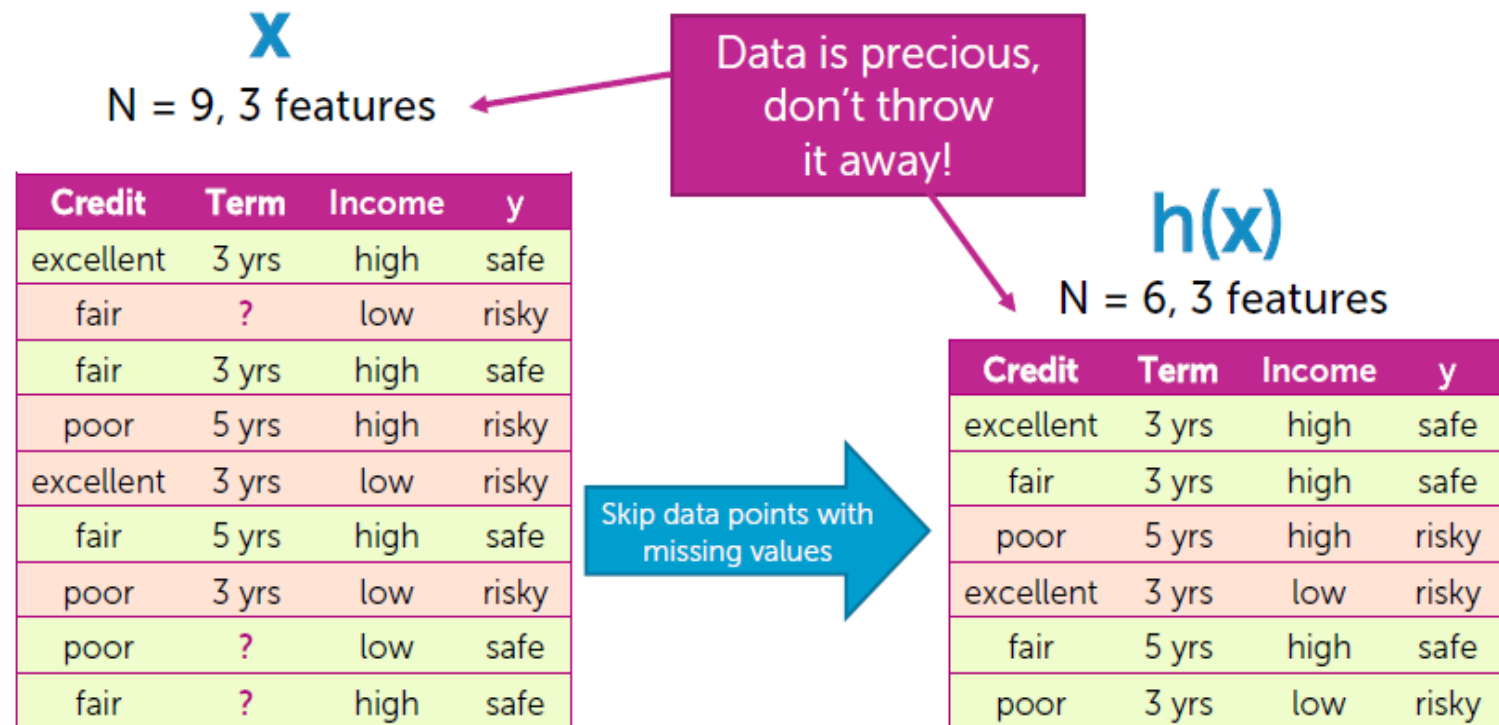 x
N = 9, 3 features
Data is precious,
don't throw
it away!
Credit Term Income y
excellent 3 yrs high safe
fair ? low risky
fair 3 yrs high safe
poor 5 yrs high risky
excellent 3 yrs low risky
fair 5 yrs high safe
poor 3 yrs low risky
poor ? low safe
fair ? high safe
Skip data points with
missing values
h(x)
N = 6, 3 features
Credit Term Income y
excellent 3 yrs high safe
fair 3 yrs high safe
poor 5 yrs high risky
excellent 3 yrs low risky
fair 5 yrs high safe
poor 3 yrs low risky